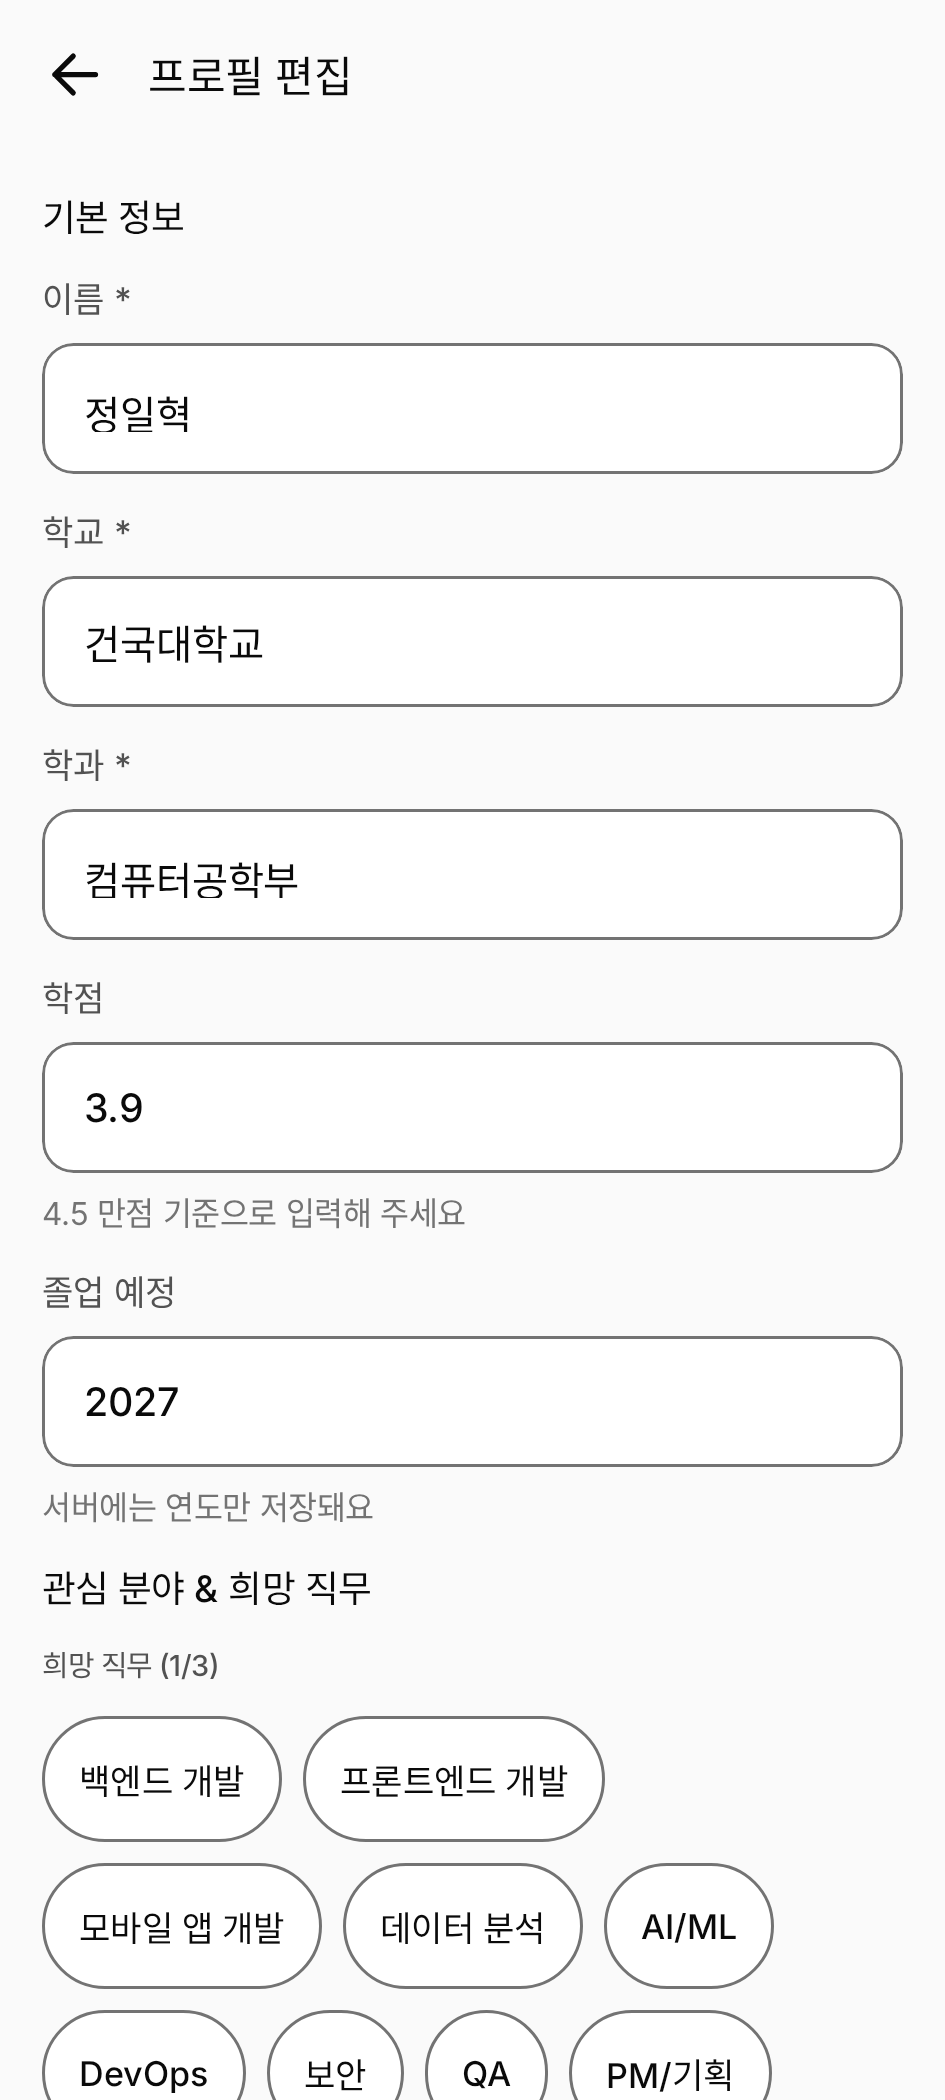 프로필 편집
기본 정보
이름 *
정일혁
학교 *
건국대학교
학과 *
컴퓨터공학부
학점
3.9
4.5 만점 기준으로 입력해 주세요
졸업 예정
2027
서버에는 연도만 저장돼요
관심 분야 & 희망 직무
희망 직무 (1/3)
백엔드 개발 프론트엔드 개발
모바일 앱 개발 데이터 분석 AI/ML
DevOps 보안 QA PM/기획